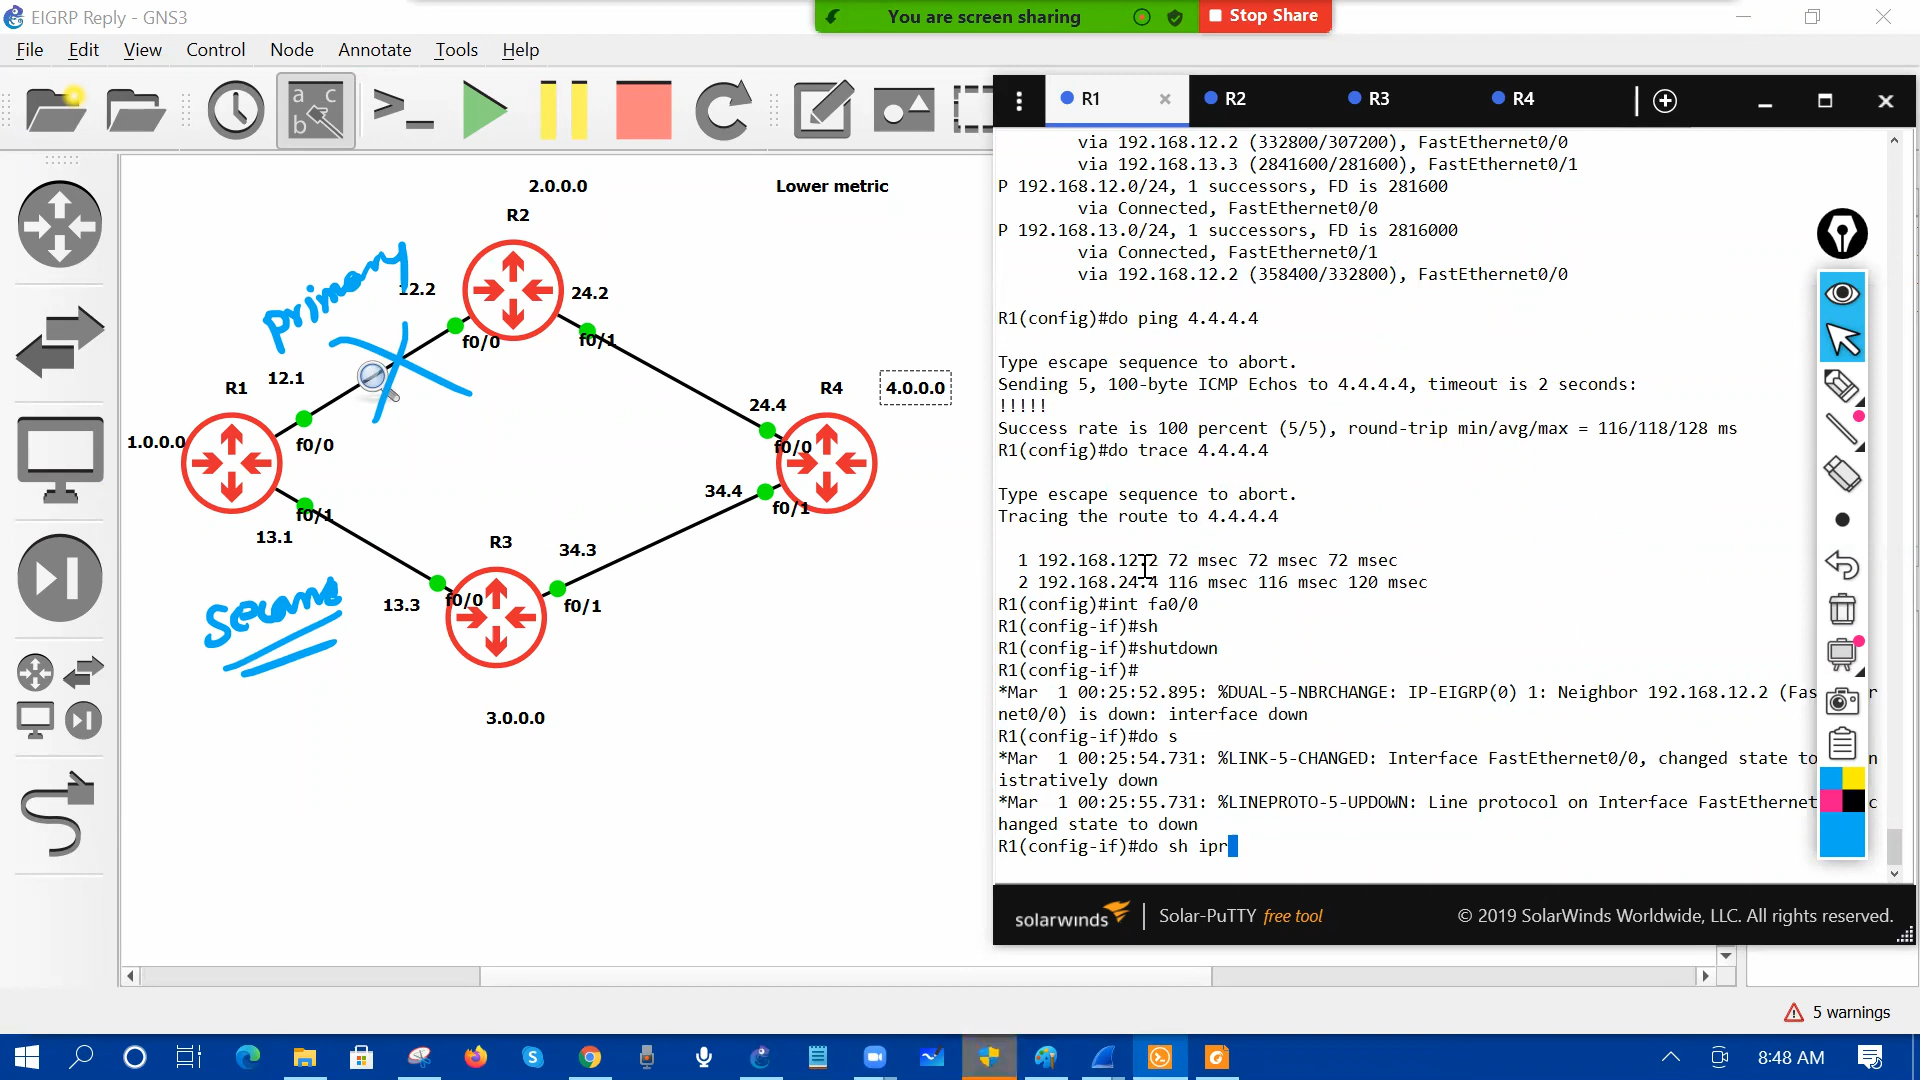 EIGRP Reply - GNS3
You are screen sharing
Stop Share
File Edit View Control Node Annotate Tools Help
R1 R2 R3 R4
2.0.0.0
Lower metric
R2
primary
12.2
24.2
f0/0
f0/1
R1
12.1
R4
4.0.0.0
24.4
1.0.0.0
f0/0
f0/0
34.4
f0/1
f0/1
13.1
R3
34.3
secand
13.3
f0/0
f0/1
3.0.0.0
via 192.168.12.2 (332800/307200), FastEthernet0/0
via 192.168.13.3 (2841600/281600), FastEthernet0/1
P 192.168.12.0/24, 1 successors, FD is 281600
via Connected, FastEthernet0/0
P 192.168.13.0/24, 1 successors, FD is 2816000
via Connected, FastEthernet0/1
via 192.168.12.2 (358400/332800), FastEthernet0/0
R1(config)#do ping 4.4.4.4
Type escape sequence to abort.
Sending 5, 100-byte ICMP Echos to 4.4.4.4, timeout is 2 seconds:
!!!!!
Success rate is 100 percent (5/5), round-trip min/avg/max = 116/118/128 ms
R1(config)#do trace 4.4.4.4
Type escape sequence to abort.
Tracing the route to 4.4.4.4
1 192.168.12.2 72 msec 72 msec 72 msec
2 192.168.24.4 116 msec 116 msec 120 msec
R1(config)#int fa0/0
R1(config-if)#sh
R1(config-if)#shutdown
R1(config-if)#
*Mar 1 00:25:52.895: %DUAL-5-NBRCHANGE: IP-EIGRP(0) 1: Neighbor 192.168.12.2 (Fas r
net0/0) is down: interface down
R1(config-if)#do s
*Mar 1 00:25:54.731: %LINK-5-CHANGED: Interface FastEthernet0/0, changed state to n
istratively down
*Mar 1 00:25:55.731: %LINEPROTO-5-UPDOWN: Line protocol on Interface FastEthernet c
hanged state to down
R1(config-if)#do sh ipr
solarwinds Solar-PuTTY free tool © 2019 SolarWinds Worldwide, LLC. All rights reserved.
5 warnings
8:48 AM